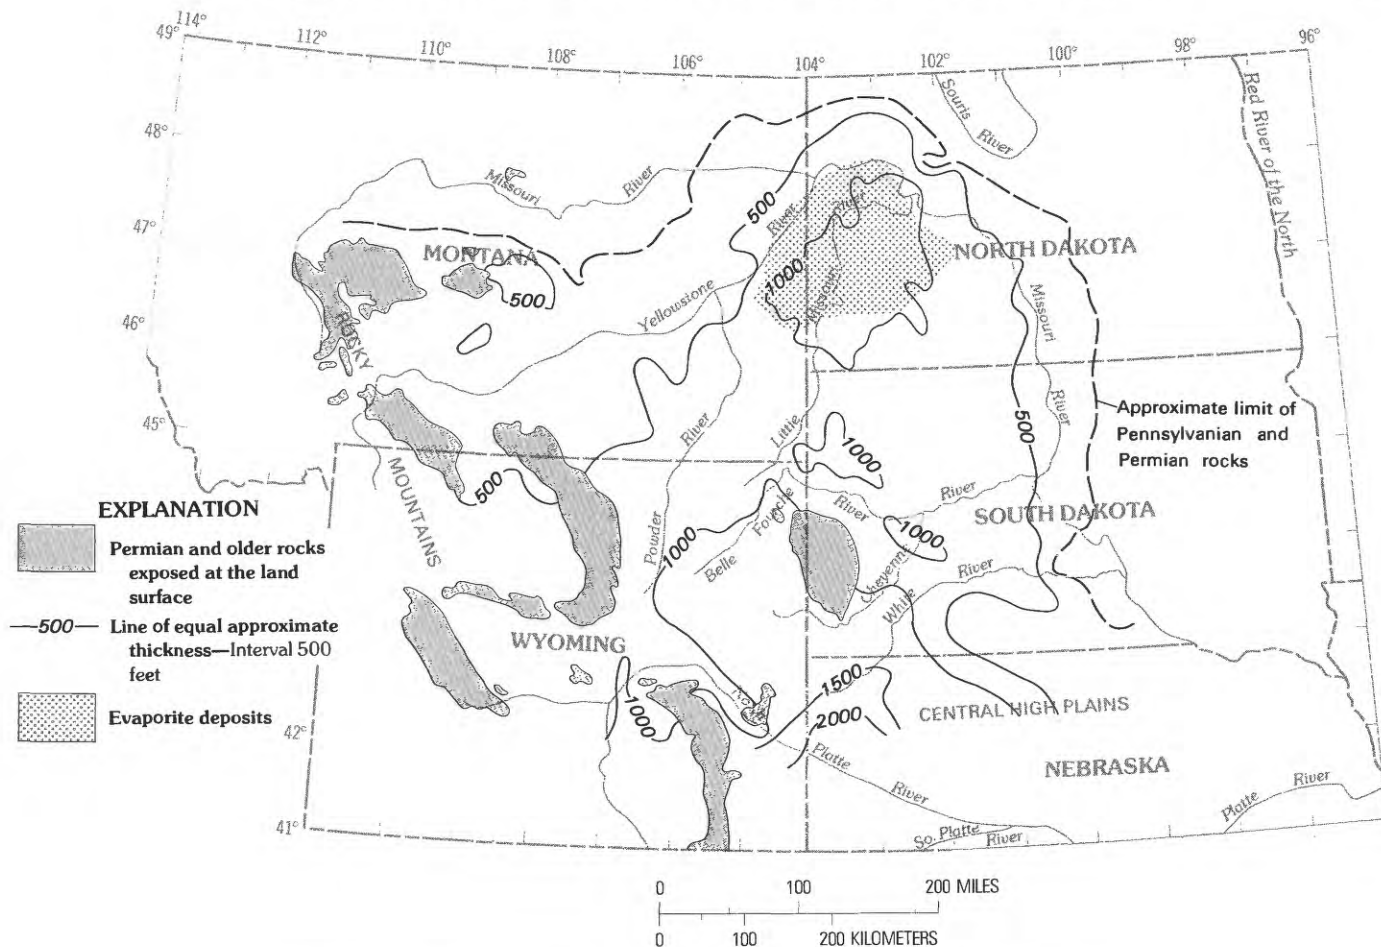 114°
49°
112°
110°
108°
106°
104°
102°
100°
98°
96°
48°
47°
46°
45°
42°
41°
Souris
River
Red River of the North
Missouri
River
500
River
River
MONTANA
NORTH DAKOTA
1000
500
Missouri
Missouri
Yellowstone
ROCKY
River
500
Approximate limit of
Pennsylvanian and
Permian rocks
River
Little
1000
MOUNTAINS
500
River
River
SOUTH DAKOTA
Fourche
1000
1000
Powder
Belle
Cheyenne
River
White
WYOMING
1500
1000
2000
CENTRAL HIGH PLAINS
NEBRASKA
Platte
River
River
Platte
So. Platte
River
EXPLANATION
Permian and older rocks
exposed at the land
surface
500
Line of equal approximate
thickness—Interval 500
feet
Evaporite deposits
0 100 200 MILES
0 100 200 KILOMETERS